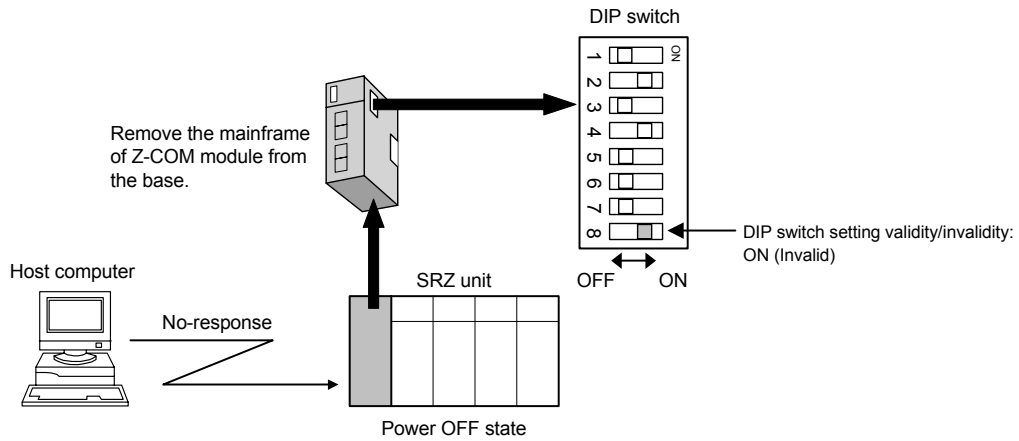 DIP switch
ON
1
2
3
4
5
6
7
8
OFF
ON
DIP switch setting validity/invalidity:
ON (Invalid)
Remove the mainframe
of Z-COM module from
the base.
Host computer
No-response
SRZ unit
Power OFF state